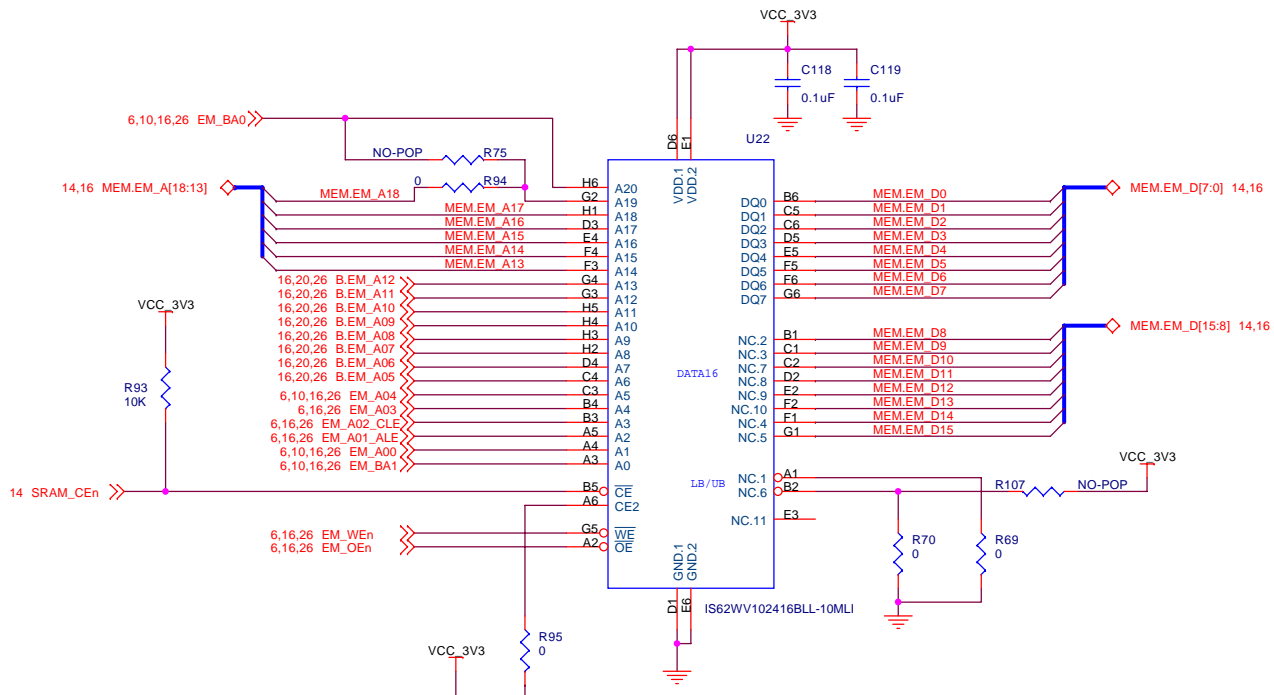 VCC_3V3
C118
0.1uF
C119
0.1uF
6,10,16,26 EM_BA0
NO-POP
R75
14,16 MEM.EM_A[18:13]
0
R94
MEM.EM_A18
MEM.EM_A17
MEM.EM_A16
MEM.EM_A15
MEM.EM_A14
MEM.EM_A13
16,20,26 B.EM_A12
16,20,26 B.EM_A11
16,20,26 B.EM_A10
16,20,26 B.EM_A09
16,20,26 B.EM_A08
16,20,26 B.EM_A07
16,20,26 B.EM_A06
16,20,26 B.EM_A05
6,10,16,26 EM_A04
6,16,26 EM_A03
6,16,26 EM_A02_CLE
6,16,26 EM_A01_ALE
6,10,16,26 EM_A00
6,10,16,26 EM_BA1
VCC_3V3
R93
10K
14 SRAM_CEn
6,16,26 EM_WEn
6,16,26 EM_OEn
VCC_3V3
R95
0
U22
D6
E1
VDD.1
VDD.2
H6 A20
G2 A19
H1 A18
D3 A17
E4 A16
F4 A15
F3 A14
G4 A13
G3 A12
H5 A11
H4 A10
H3 A9
H2 A8
D4 A7
C4 A6
C3 A5
B4 A4
B3 A3
A5 A2
A4 A1
A3 A0
B5 CE
A6 CE2
G5 WE
A2 OE
DQ0 B6 MEM.EM_D0
DQ1 C5 MEM.EM_D1
DQ2 C6 MEM.EM_D2
DQ3 D5 MEM.EM_D3
DQ4 E5 MEM.EM_D4
DQ5 F5 MEM.EM_D5
DQ6 F6 MEM.EM_D6
DQ7 G6 MEM.EM_D7
MEM.EM_D[7:0] 14,16
NC.2 B1 MEM.EM_D8
NC.3 C1 MEM.EM_D9
NC.7 C2 MEM.EM_D10
NC.8 D2 MEM.EM_D11
NC.9 E2 MEM.EM_D12
NC.10 F2 MEM.EM_D13
NC.4 F1 MEM.EM_D14
NC.5 G1 MEM.EM_D15
MEM.EM_D[15:8] 14,16
DATA16
LB/UB
NC.1 A1
NC.6 B2
NC.11 E3
VCC_3V3
R107
NO-POP
R70
0
R69
0
GND.1
GND.2
D1
E6
IS62WV102416BLL-10MLI